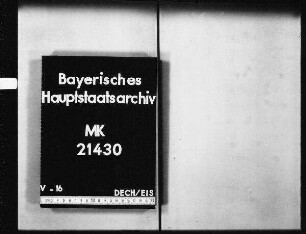 Bayerisches
Hauptstaatsarchiv
MK
21430
V - 16 DECH/EIS